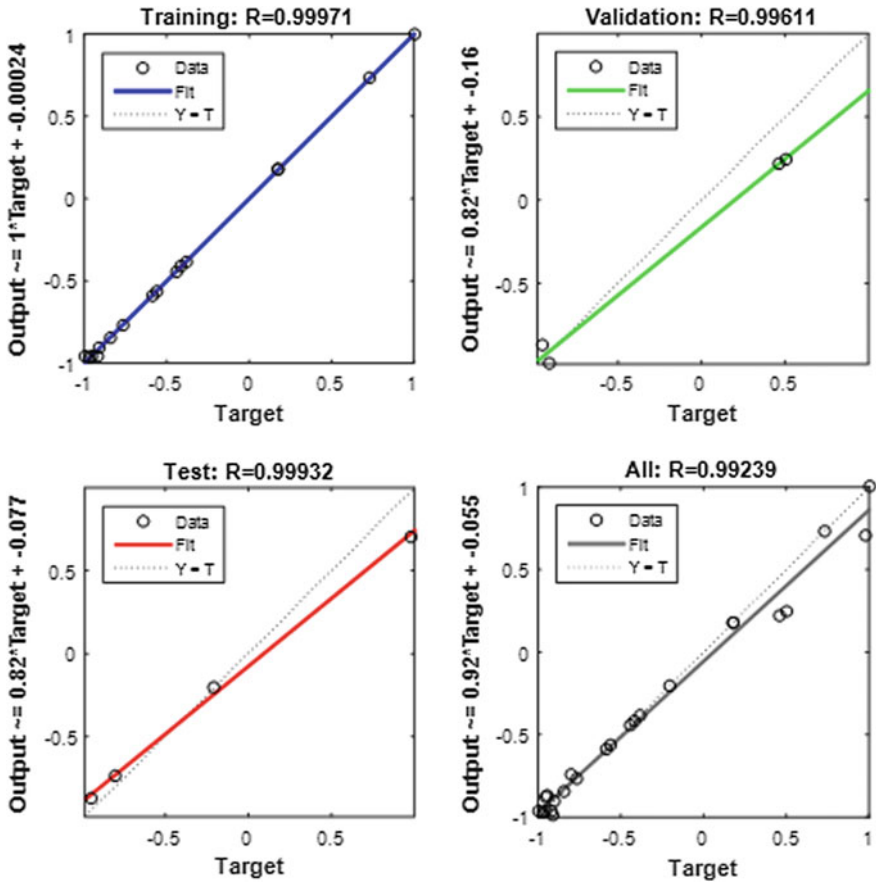 Training: R=0.99971
Output ~= 1*Target + -0.00024
Data
Fit
Y = T
1
0.5
0
-0.5
-1
-1
-0.5
0
0.5
1
Target
Validation: R=0.99611
Output ~= 0.82*Target + -0.16
Data
Fit
Y = T
0.5
0
-0.5
-0.5
0
0.5
Target
Test: R=0.99932
Output ~= 0.82*Target + -0.077
Data
Fit
Y = T
0.5
0
-0.5
-0.5
0
0.5
Target
All: R=0.99239
Output ~= 0.92*Target + -0.055
Data
Fit
Y = T
1
0.5
0
-0.5
-1
-1
-0.5
0
0.5
1
Target